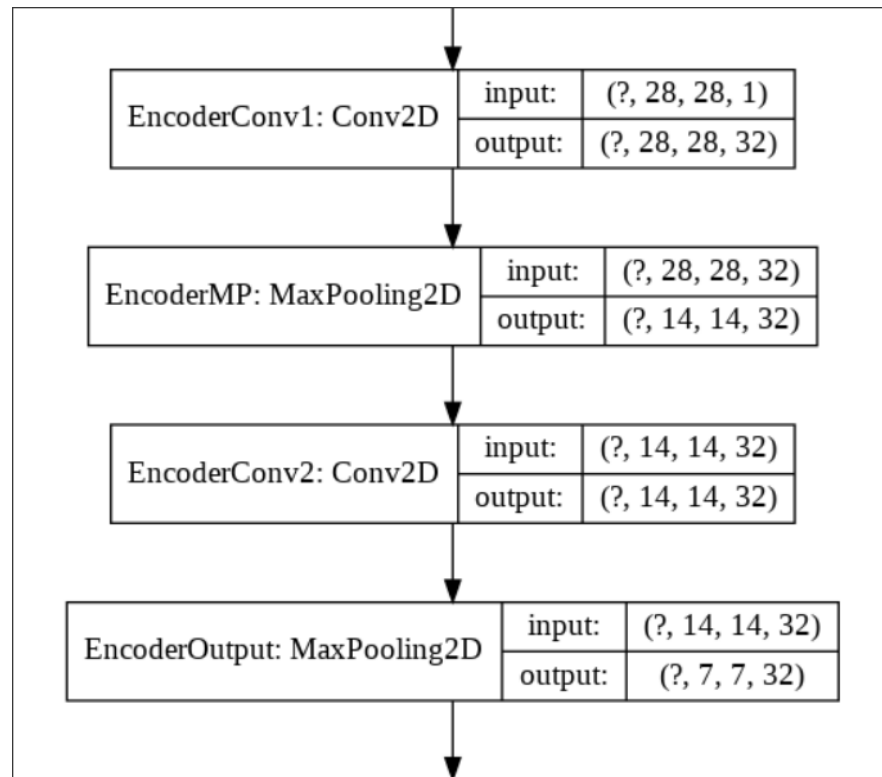 EncoderConv1: Conv2D
input: (?, 28, 28, 1)
output: (?, 28, 28, 32)
EncoderMP: MaxPooling2D
input: (?, 28, 28, 32)
output: (?, 14, 14, 32)
EncoderConv2: Conv2D
input: (?, 14, 14, 32)
output: (?, 14, 14, 32)
EncoderOutput: MaxPooling2D
input: (?, 14, 14, 32)
output: (?, 7, 7, 32)